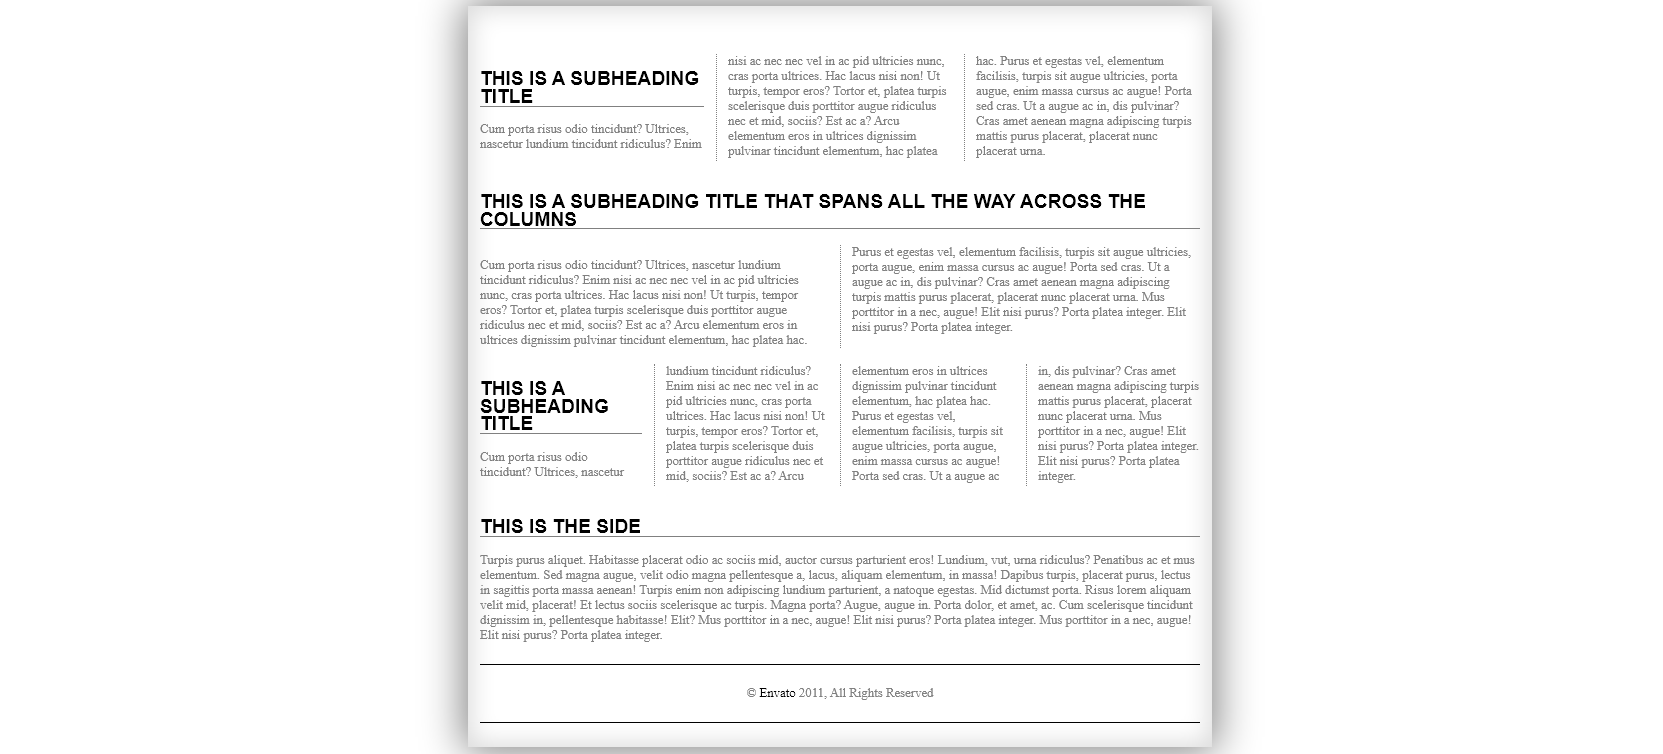 THIS IS A SUBHEADING
TITLE
Cum porta risus odio tincidunt? Ultrices,
nascetur lundium tincidunt ridiculus? Enim
nisi ac nec nec vel in ac pid ultricies nunc,
cras porta ultrices. Hac lacus nisi non! Ut
turpis, tempor eros? Tortor et, platea turpis
scelerisque duis porttitor augue ridiculus
nec et mid, sociis? Est ac a? Arcu
elementum eros in ultrices dignissim
pulvinar tincidunt elementum, hac platea
hac. Purus et egestas vel, elementum
facilisis, turpis sit augue ultricies, porta
augue, enim massa cursus ac augue! Porta
sed cras. Ut a augue ac in, dis pulvinar?
Cras amet aenean magna adipiscing turpis
mattis purus placerat, placerat nunc
placerat urna.
THIS IS A SUBHEADING TITLE THAT SPANS ALL THE WAY ACROSS THE
COLUMNS
Cum porta risus odio tincidunt? Ultrices, nascetur lundium
tincidunt ridiculus? Enim nisi ac nec nec vel in ac pid ultricies
nunc, cras porta ultrices. Hac lacus nisi non! Ut turpis, tempor
eros? Tortor et, platea turpis scelerisque duis porttitor augue
ridiculus nec et mid, sociis? Est ac a? Arcu elementum eros in
ultrices dignissim pulvinar tincidunt elementum, hac platea hac.
Purus et egestas vel, elementum facilisis, turpis sit augue ultricies,
porta augue, enim massa cursus ac augue! Porta sed cras. Ut a
augue ac in, dis pulvinar? Cras amet aenean magna adipiscing
turpis mattis purus placerat, placerat nunc placerat urna. Mus
porttitor in a nec, augue! Elit nisi purus? Porta platea integer. Elit
nisi purus? Porta platea integer.
THIS IS A
SUBHEADING
TITLE
Cum porta risus odio
tincidunt? Ultrices, nascetur
lundium tincidunt ridiculus?
Enim nisi ac nec nec vel in ac
pid ultricies nunc, cras porta
ultrices. Hac lacus nisi non! Ut
turpis, tempor eros? Tortor et,
platea turpis scelerisque duis
porttitor augue ridiculus nec et
mid, sociis? Est ac a? Arcu
elementum eros in ultrices
dignissim pulvinar tincidunt
elementum, hac platea hac.
Purus et egestas vel,
elementum facilisis, turpis sit
augue ultricies, porta augue,
enim massa cursus ac augue!
Porta sed cras. Ut a augue ac
in, dis pulvinar? Cras amet
aenean magna adipiscing turpis
mattis purus placerat, placerat
nunc placerat urna. Mus
porttitor in a nec, augue! Elit
nisi purus? Porta platea integer.
Elit nisi purus? Porta platea
integer.
THIS IS THE SIDE
Turpis purus aliquet. Habitasse placerat odio ac sociis mid, auctor cursus parturient eros! Lundium, vut, urna ridiculus? Penatibus ac et mus
elementum. Sed magna augue, velit odio magna pellentesque a, lacus, aliquam elementum, in massa! Dapibus turpis, placerat purus, lectus
in sagittis porta massa aenean! Turpis enim non adipiscing lundium parturient, a natoque egestas. Mid dictumst porta. Risus lorem aliquam
velit mid, placerat! Et lectus sociis scelerisque ac turpis. Magna porta? Augue, augue in. Porta dolor, et amet, ac. Cum scelerisque tincidunt
dignissim in, pellentesque habitasse! Elit? Mus porttitor in a nec, augue! Elit nisi purus? Porta platea integer. Mus porttitor in a nec, augue!
Elit nisi purus? Porta platea integer.
© Envato 2011, All Rights Reserved